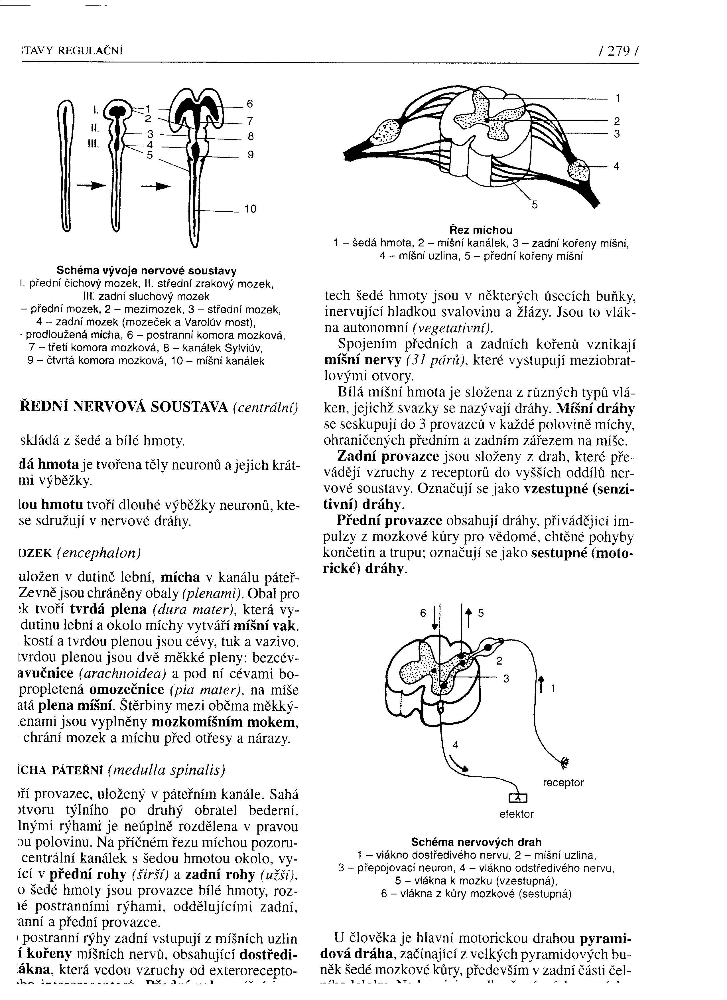 STAVY REGULAČNÍ
/ 279 /
I.
II.
III.
1
2
3
4
5
6
7
8
9
10
Schéma vývoje nervové soustavy
I. přední čichový mozek, II. střední zrakový mozek,
III. zadní sluchový mozek
– přední mozek, 2 – mezimozek, 3 – střední mozek,
4 – zadní mozek (mozeček a Varolův most),
- prodloužená mícha, 6 – postranní komora mozková,
7 – třetí komora mozková, 8 – kanálek Sylviův,
9 – čtvrtá komora mozková, 10 – míšní kanálek
ŘEDNÍ NERVOVÁ SOUSTAVA (centrální)
skládá z šedé a bílé hmoty.
dá hmota je tvořena těly neuronů a jejich krát-
mi výběžky.
lou hmotu tvoří dlouhé výběžky neuronů, kte-
se sdružují v nervové dráhy.
OZEK (encephalon)
uložen v dutině lební, mícha v kanálu páteř-
Zevně jsou chráněny obaly (plenami). Obal pro
ek tvoří tvrdá plena (dura mater), která vy-
dutinu lební a okolo míchy vytváří míšní vak.
kostí a tvrdou plenou jsou cévy, tuk a vazivo.
tvrdou plenou jsou dvě měkké pleny: bezcév-
avučnice (arachnoidea) a pod ní cévami bo-
propletená omozečnice (pia mater), na míše
atá plena míšní. Štěrbiny mezi oběma měkký-
enami jsou vyplněny mozkomíšním mokem,
chrání mozek a míchu před otřesy a nárazy.
ÍCHA PÁTEŘNÍ (medulla spinalis)
oří provazec, uložený v páteřním kanále. Sahá
otvoru týlního po druhý obratel bederní.
lnými rýhami je neúplně rozdělena v pravou
ou polovinu. Na příčném řezu míchou pozoru-
centrální kanálek s šedou hmotou okolo, vy-
ící v přední rohy (širší) a zadní rohy (užší).
o šedé hmoty jsou provazce bílé hmoty, roz-
né postranními rýhami, oddělujícími zadní,
anní a přední provazce.
postranní rýhy zadní vstupují z míšních uzlin
í kořeny míšních nervů, obsahující dostředi-
lákna, která vedou vzruchy od exterorecepto-
1
2
3
4
5
Řez míchou
1 – šedá hmota, 2 – míšní kanálek, 3 – zadní kořeny míšní,
4 – míšní uzlina, 5 – přední kořeny míšní
tech šedé hmoty jsou v některých úsecích buňky,
inervující hladkou svalovinu a žlázy. Jsou to vlák-
na autonomní (vegetativní).
Spojením předních a zadních kořenů vznikají
míšní nervy (31 párů), které vystupují meziobrat-
lovými otvory.
Bílá míšní hmota je složena z různých typů vlá-
ken, jejichž svazky se nazývají dráhy. Míšní dráhy
se seskupují do 3 provazců v každé polovině míchy,
ohraničených předním a zadním zářezem na míše.
Zadní provazce jsou složeny z drah, které pře-
vádějí vzruchy z receptorů do vyšších oddílů ner-
vové soustavy. Označují se jako vzestupné (senzi-
tivní) dráhy.
Přední provazce obsahují dráhy, přivádějící im-
pulzy z mozkové kůry pro vědomé, chtěné pohyby
končetin a trupu; označují se jako sestupné (moto-
rické) dráhy.
6
5
2
3
1
4
receptor
efektor
Schéma nervových drah
1 – vlákno dostředivého nervu, 2 – míšní uzlina,
3 – přepojovací neuron, 4 – vlákno odstředivého nervu,
5 – vlákna k mozku (vzestupná),
6 – vlákna z kůry mozkové (sestupná)
U člověka je hlavní motorickou drahou pyrami-
dová dráha, začínající z velkých pyramidových bu-
něk šedé mozkové kůry, především v zadní části čel-